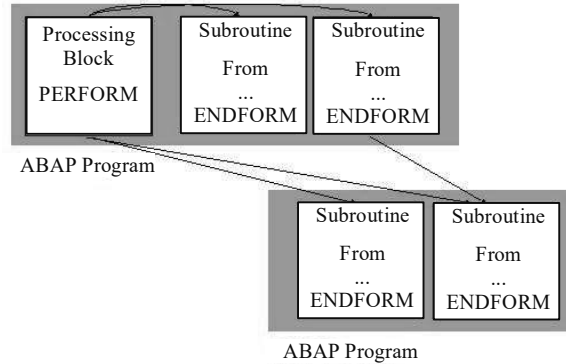 Processing
Block
PERFORM
Subroutine
From
...
ENDFORM
Subroutine
From
...
ENDFORM
ABAP Program
Subroutine
From
...
ENDFORM
Subroutine
From
...
ENDFORM
ABAP Program